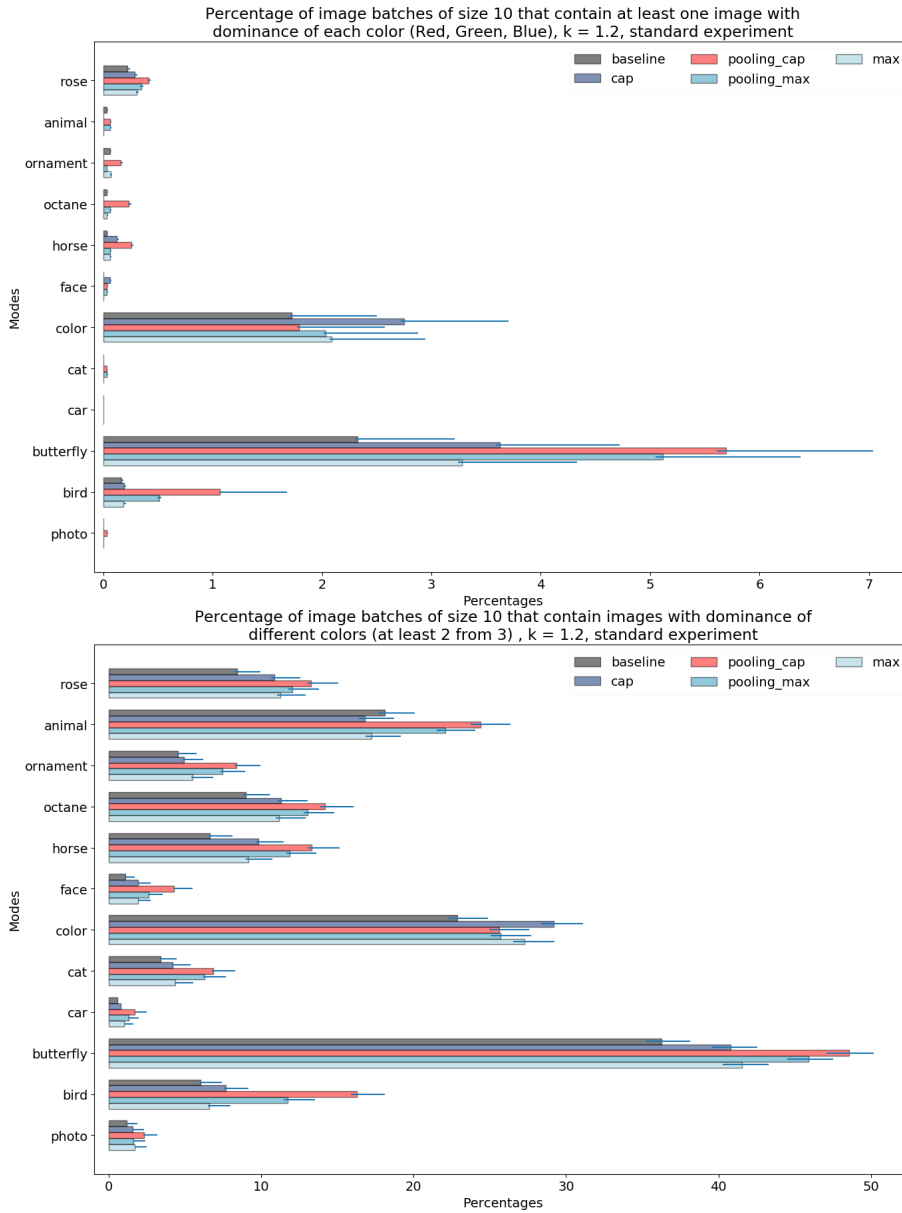 Percentage of image batches of size 10 that contain at least one image with
dominance of each color (Red, Green, Blue), k = 1.2, standard experiment
baseline
cap
pooling_cap
pooling_max
max
rose
animal
ornament
octane
horse
face
color
cat
car
butterfly
bird
photo
Modes
0 1 2 3 4 5 6 7
Percentages
Percentage of image batches of size 10 that contain images with dominance of
different colors (at least 2 from 3) , k = 1.2, standard experiment
baseline
cap
pooling_cap
pooling_max
max
rose
animal
ornament
octane
horse
face
color
cat
car
butterfly
bird
photo
Modes
0 10 20 30 40 50
Percentages